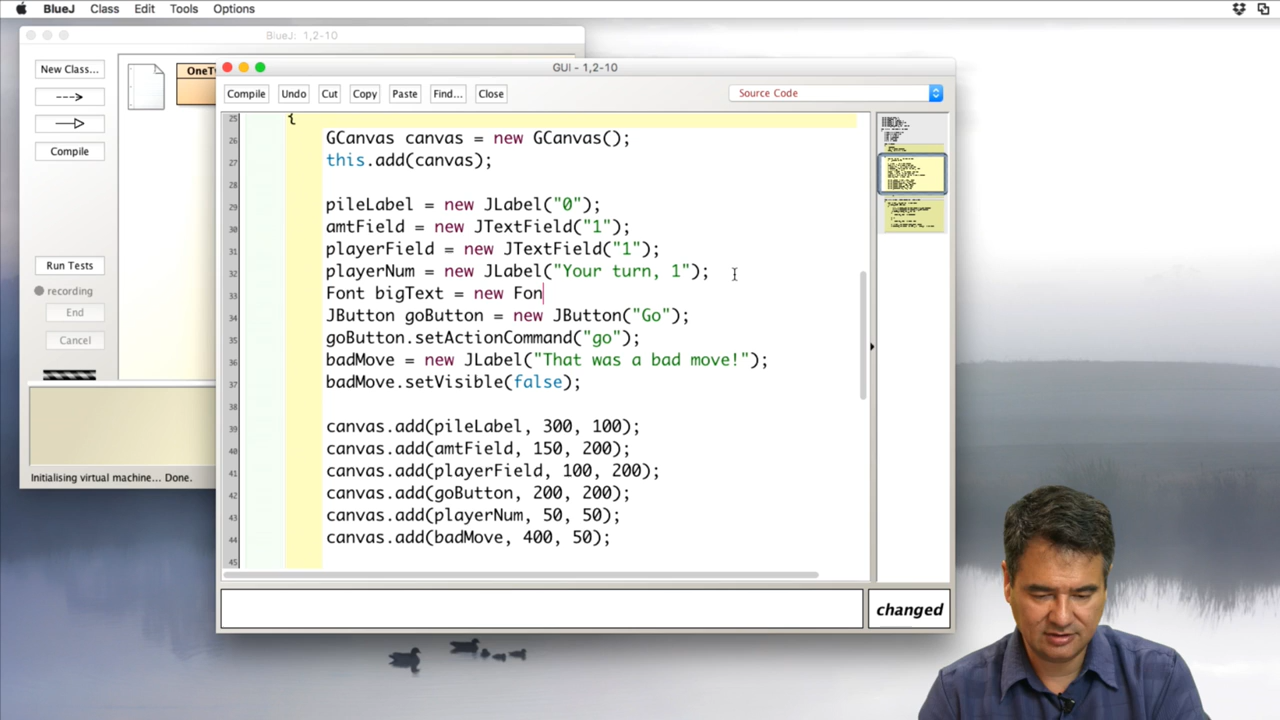 BlueJ Class Edit Tools Options
BlueJ: 1,2-10
New Class...
--->
Compile
Run Tests
recording
End
Cancel
Initialising virtual machine... Done.
OneTw
GUI - 1,2-10
Compile Undo Cut Copy Paste Find... Close Source Code
25 {
26 GCanvas canvas = new GCanvas();
27 this.add(canvas);
28
29 pileLabel = new JLabel("0");
30 amtField = new JTextField("1");
31 playerField = new JTextField("1");
32 playerNum = new JLabel("Your turn, 1");
33 Font bigText = new Fon
34 JButton goButton = new JButton("Go");
35 goButton.setActionCommand("go");
36 badMove = new JLabel("That was a bad move!");
37 badMove.setVisible(false);
38
39 canvas.add(pileLabel, 300, 100);
40 canvas.add(amtField, 150, 200);
41 canvas.add(playerField, 100, 200);
42 canvas.add(goButton, 200, 200);
43 canvas.add(playerNum, 50, 50);
44 canvas.add(badMove, 400, 50);
45
changed